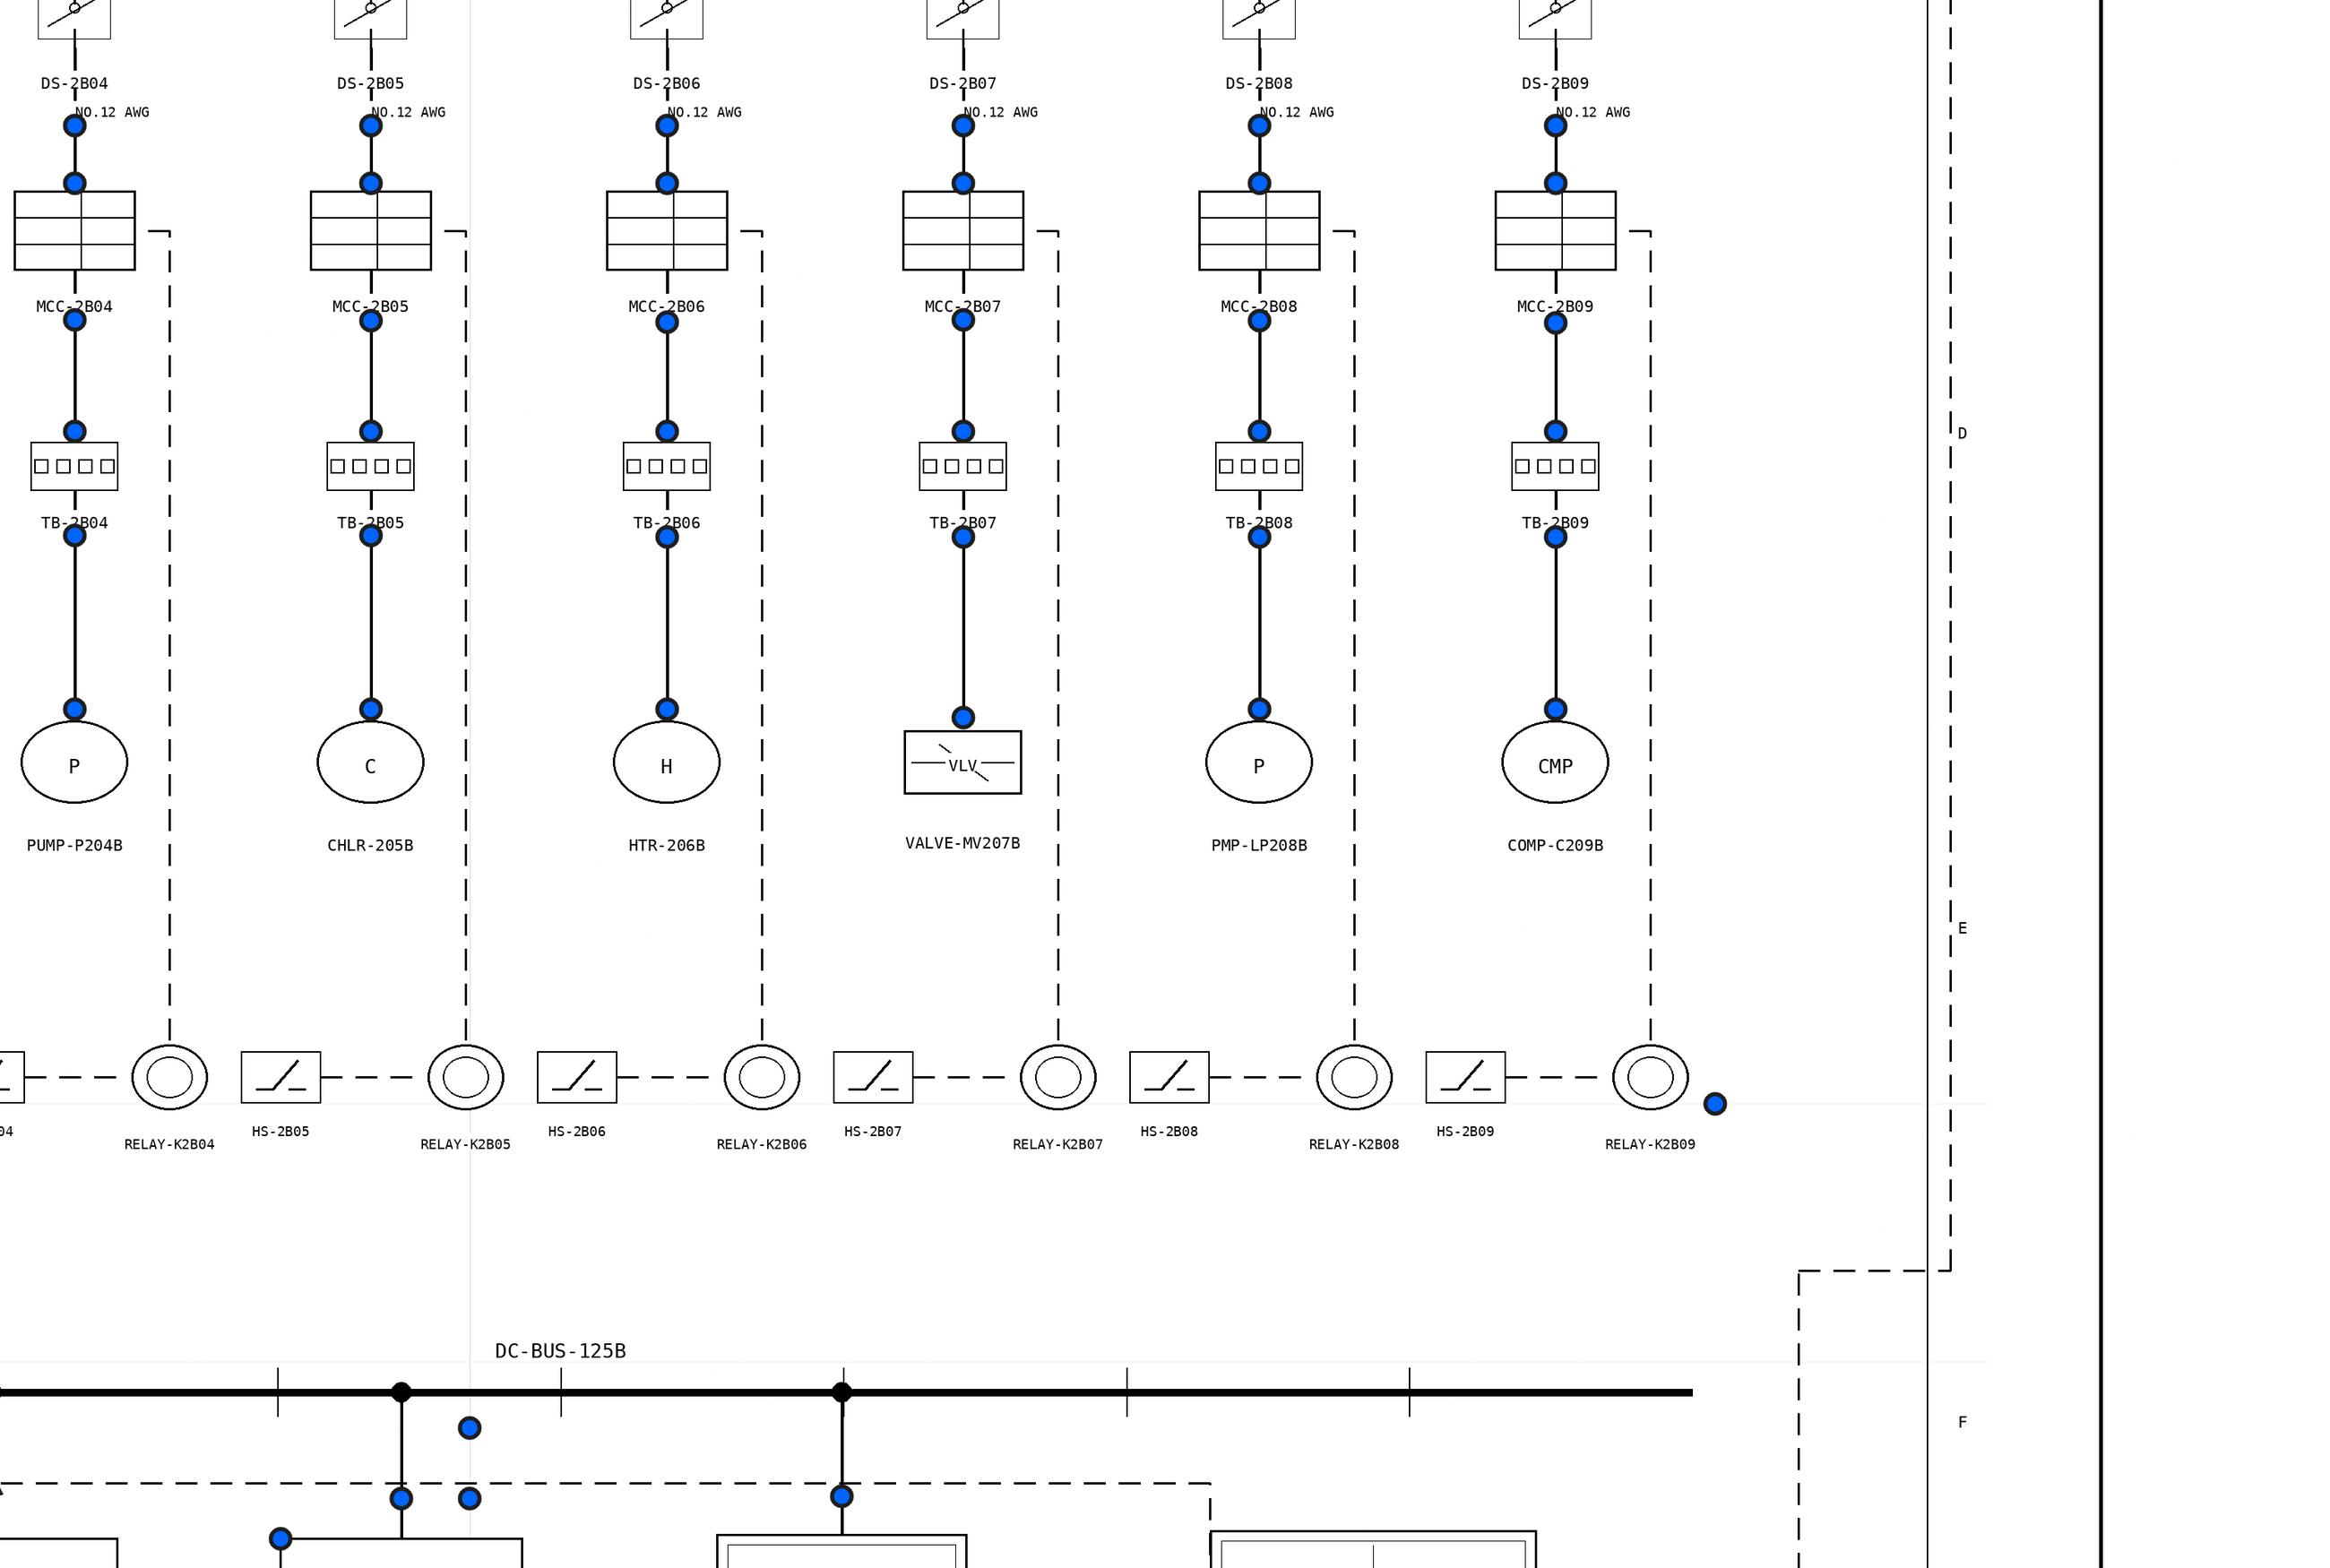 DS-2B04 DS-2B05 DS-2B06 DS-2B07 DS-2B08 DS-2B09
NO.12 AWG NO.12 AWG NO.12 AWG NO.12 AWG NO.12 AWG NO.12 AWG
MCC-2B04 MCC-2B05 MCC-2B06 MCC-2B07 MCC-2B08 MCC-2B09
D
TB-2B04 TB-2B05 TB-2B06 TB-2B07 TB-2B08 TB-2B09
P C H VLV P CMP
PUMP-P204B CHLR-205B HTR-206B VALVE-MV207B PMP-LP208B COMP-C209B
E
04 HS-2B05 HS-2B06 HS-2B07 HS-2B08 HS-2B09
RELAY-K2B04 RELAY-K2B05 RELAY-K2B06 RELAY-K2B07 RELAY-K2B08 RELAY-K2B09
DC-BUS-125B
F